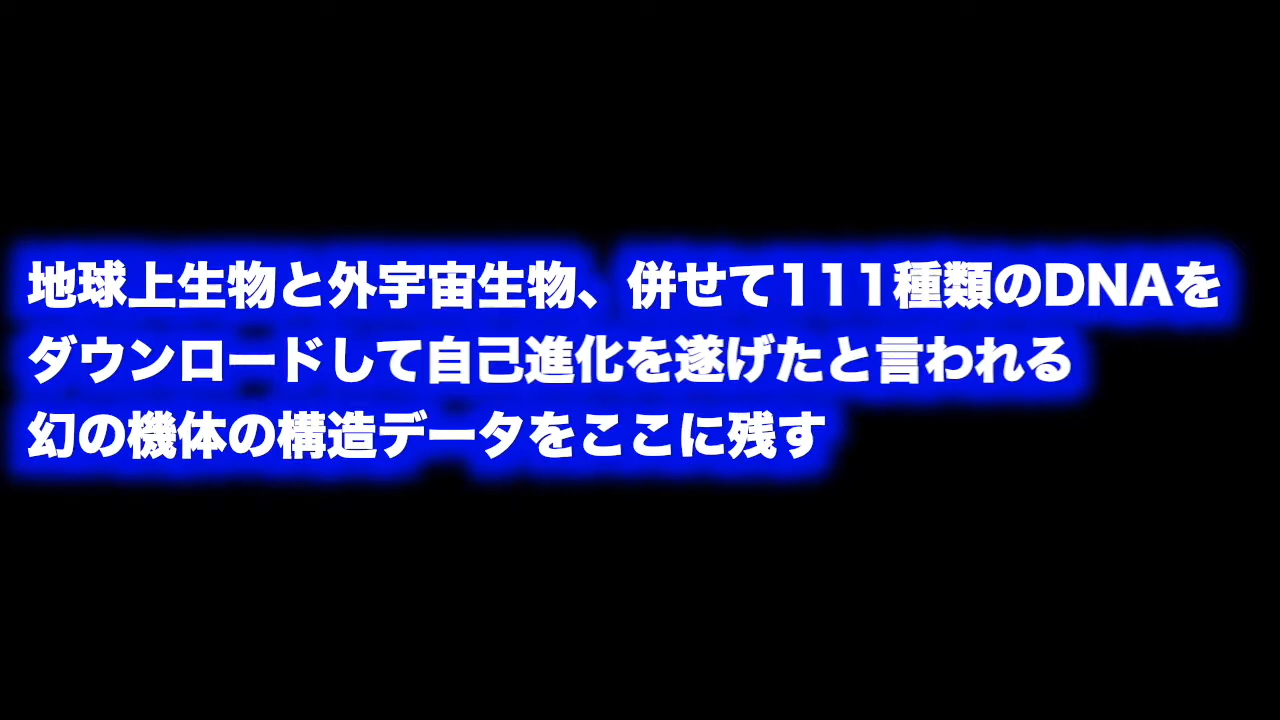 地球上生物と外宇宙生物、併せて111種類のDNAを
ダウンロードして自己進化を遂げたと言われる
幻の機体の構造データをここに残す